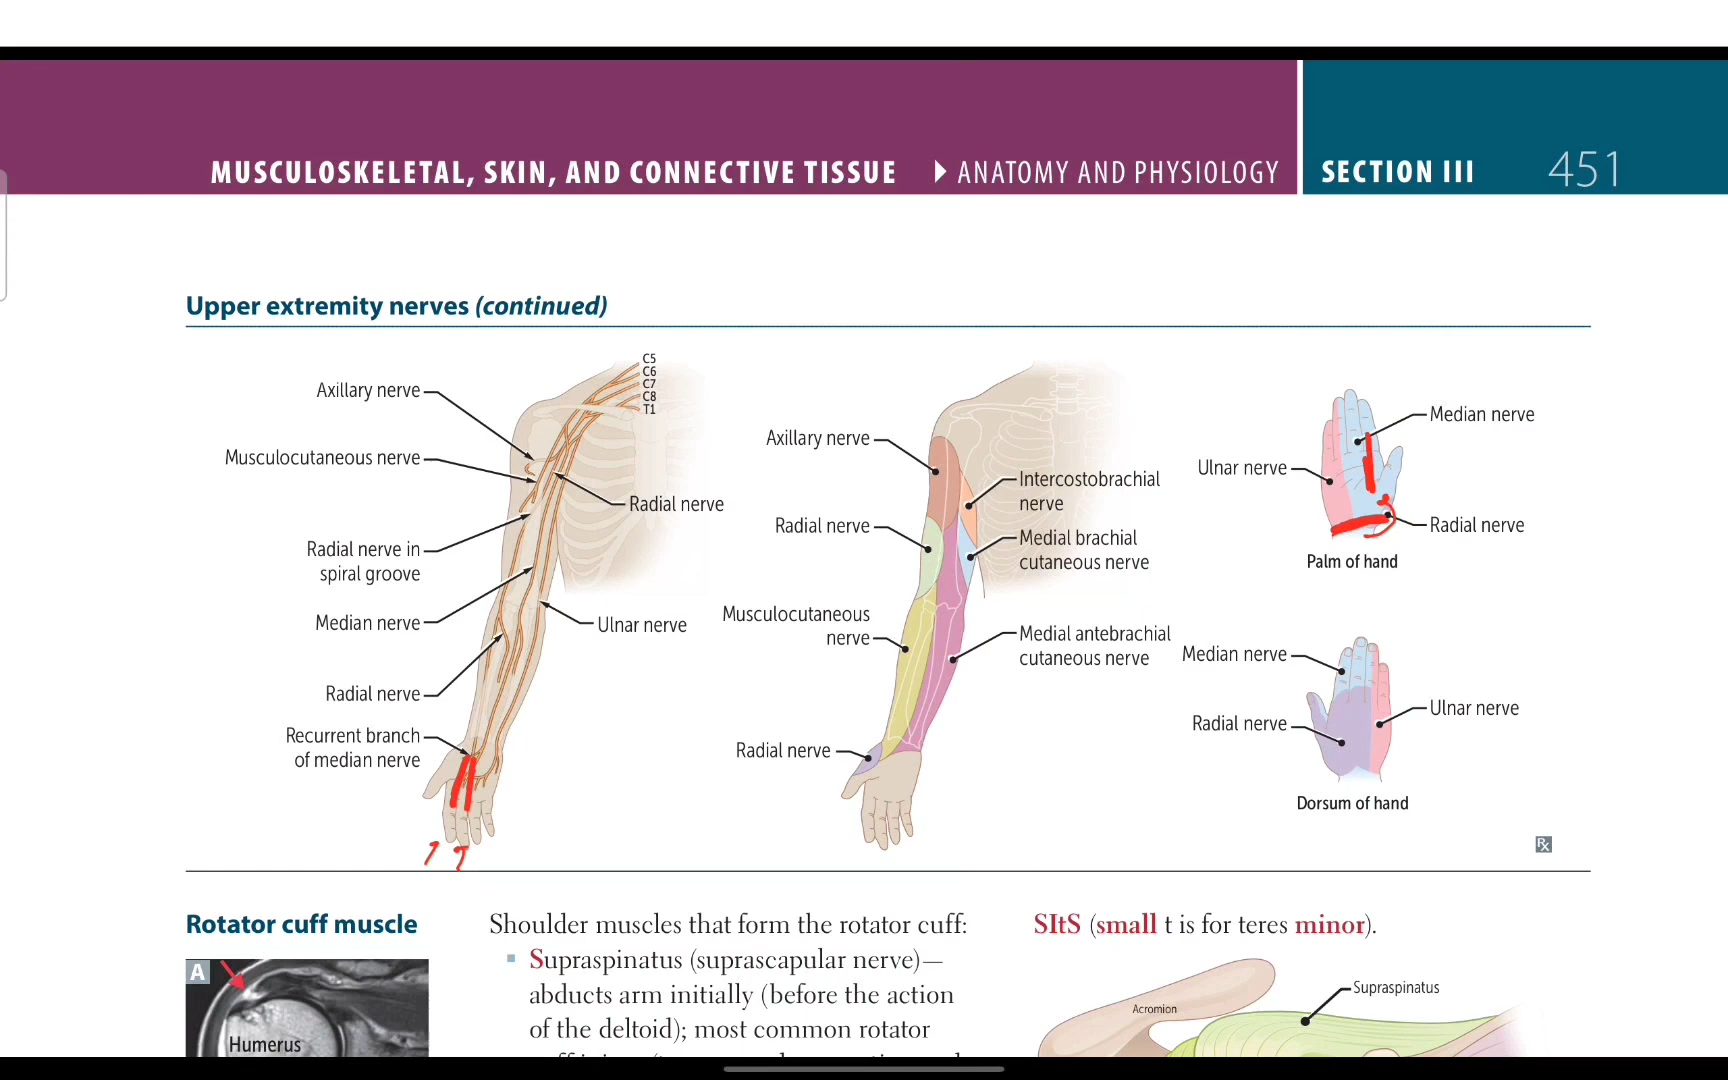 MUSCULOSKELETAL, SKIN, AND CONNECTIVE TISSUE ▶ ANATOMY AND PHYSIOLOGY SECTION III 451
Upper extremity nerves (continued)
C5
C6
C7
C8
T1
Axillary nerve
Musculocutaneous nerve
Radial nerve
Radial nerve in
spiral groove
Median nerve
Ulnar nerve
Radial nerve
Recurrent branch
of median nerve
Axillary nerve
Intercostobrachial
nerve
Radial nerve
Medial brachial
cutaneous nerve
Musculocutaneous
nerve
Medial antebrachial
cutaneous nerve
Radial nerve
Median nerve
Ulnar nerve
Radial nerve
Palm of hand
Median nerve
Radial nerve
Ulnar nerve
Dorsum of hand
Rx
Rotator cuff muscle
A
Humerus
Shoulder muscles that form the rotator cuff:
▪ Supraspinatus (suprascapular nerve)—
abducts arm initially (before the action
of the deltoid); most common rotator
SItS (small t is for teres minor).
Acromion
Supraspinatus